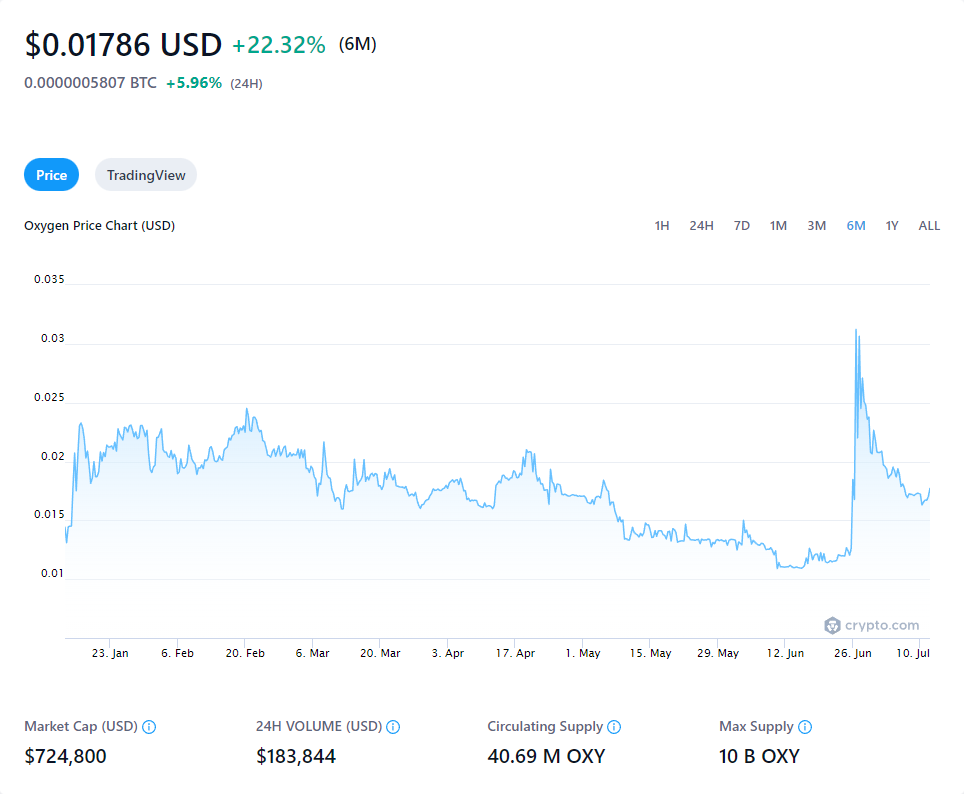 $0.01786 USD +22.32% (6M)
0.0000005807 BTC +5.96% (24H)
Price TradingView
Oxygen Price Chart (USD) 1H 24H 7D 1M 3M 6M 1Y ALL
0.035
0.03
0.025
0.02
0.015
0.01
crypto.com
23. Jan 6. Feb 20. Feb 6. Mar 20. Mar 3. Apr 17. Apr 1. May 15. May 29. May 12. Jun 26. Jun 10. Jul
Market Cap (USD) 24H VOLUME (USD) Circulating Supply Max Supply
$724,800 $183,844 40.69 M OXY 10 B OXY